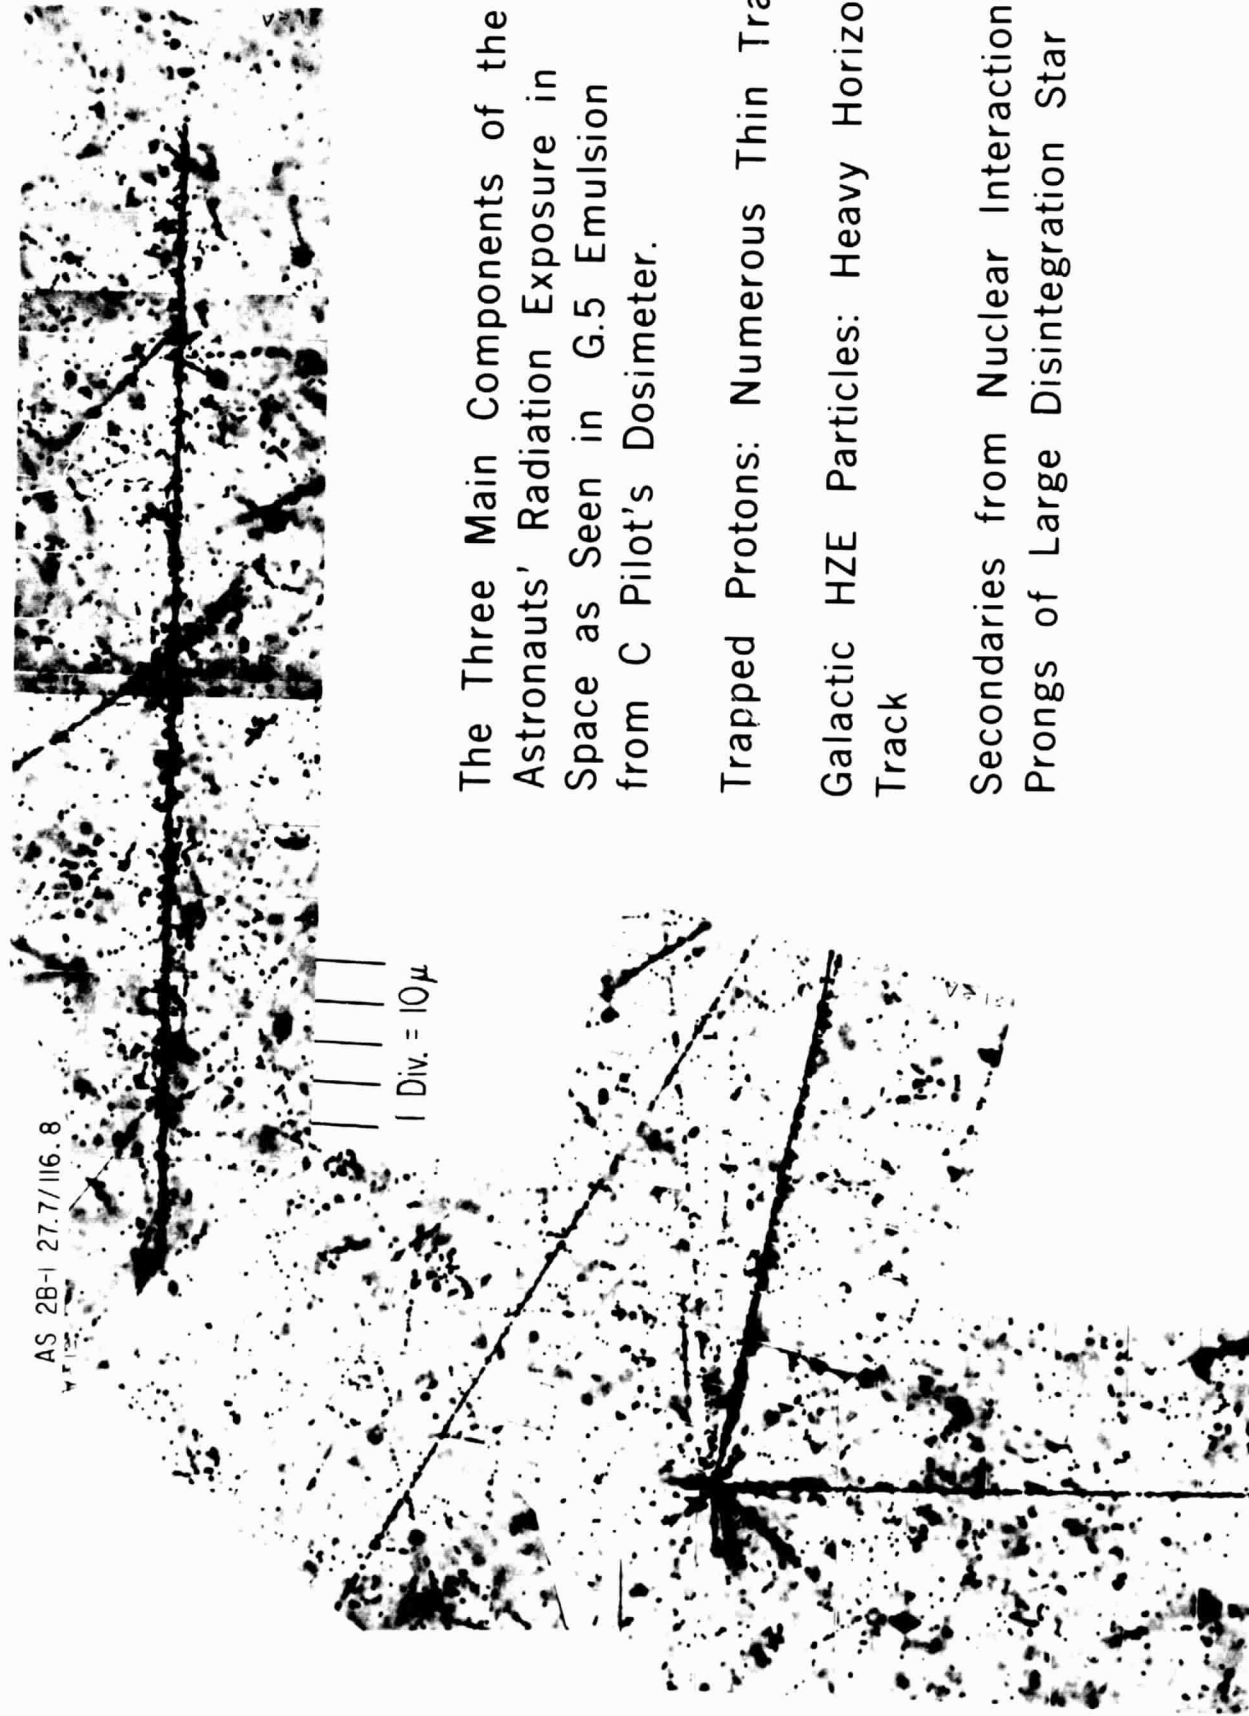 AS 2B-1 27.7/116.8
1 Div. = 10μ
The Three Main Components of the
Astronauts' Radiation Exposure in
Space as Seen in G.5 Emulsion
from C Pilot's Dosimeter.
Trapped Protons: Numerous Thin
Galactic HZE Particles: Heavy
Track
Secondaries from Nuclear Interaction
Prongs of Large Disintegration Star